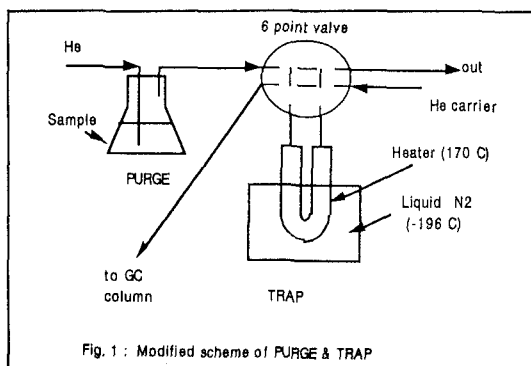 6 point valve
He
out
He carrier
Sample
PURGE
Heater (170 C)
Liquid N2
(-196 C)
to GC
column
TRAP
Fig. 1 : Modified scheme of PURGE & TRAP